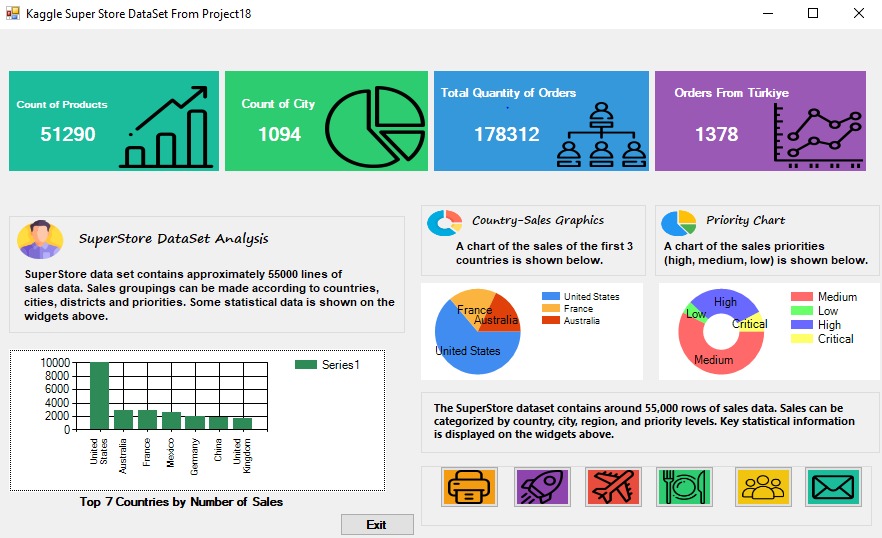 Kaggle Super Store DataSet From Project18
Count of Products
51290
Count of City
1094
Total Quantity of Orders
178312
Orders From Türkiye
1378
SuperStore DataSet Analysis
SuperStore data set contains approximately 55000 lines of
sales data. Sales groupings can be made according to countries,
cities, districts and priorities. Some statistical data is shown on the
widgets above.
Country-Sales Graphics
A chart of the sales of the first 3
countries is shown below.
Priority Chart
A chart of the sales priorities
(high, medium, low) is shown below.
United States
France
Australia
United States
France
Australia
High
Low
Critical
Medium
Medium
Low
High
Critical
10000
8000
6000
4000
2000
0
United
States
Australia
France
Mexico
Germany
China
United
Kingdom
Series1
Top 7 Countries by Number of Sales
The SuperStore dataset contains around 55,000 rows of sales data. Sales can be
categorized by country, city, region, and priority levels. Key statistical information
is displayed on the widgets above.
Exit